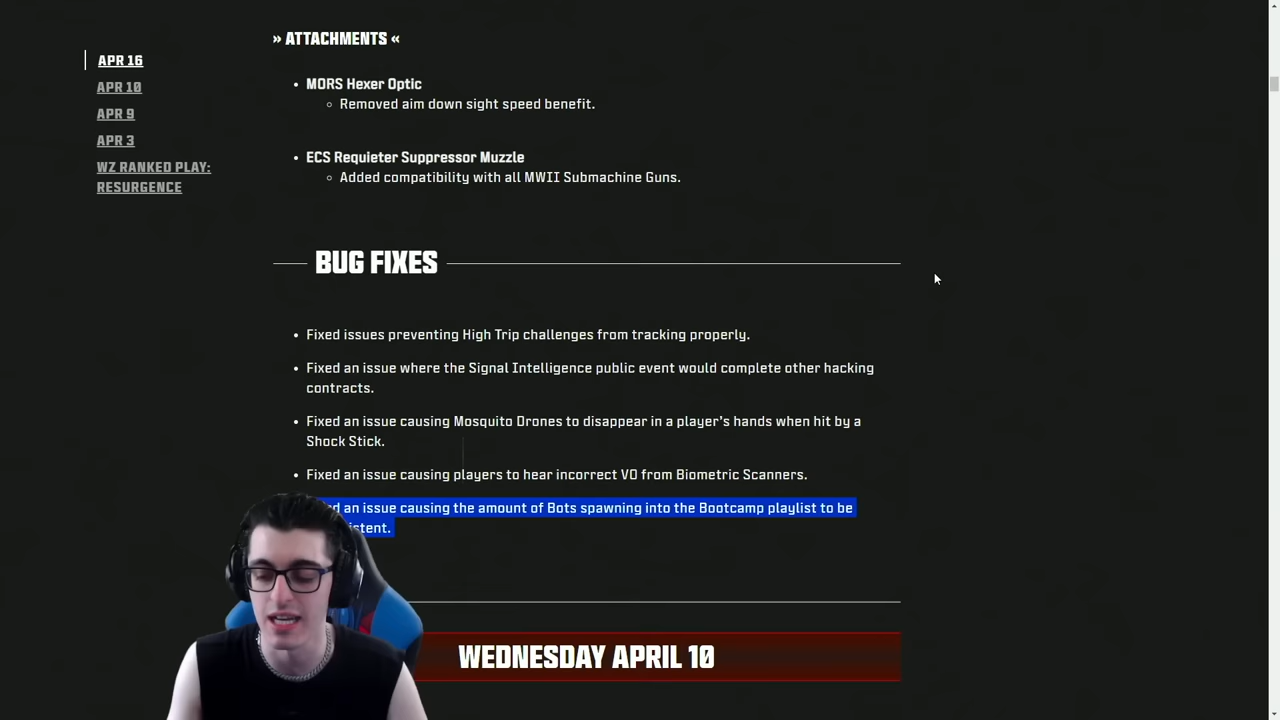 » ATTACHMENTS «
APR 16
APR 10
APR 9
APR 3
WZ RANKED PLAY:
RESURGENCE
• MORS Hexer Optic
Removed aim down sight speed benefit.
• ECS Requieter Suppressor Muzzle
Added compatibility with all MWII Submachine Guns.
BUG FIXES
• Fixed issues preventing High Trip challenges from tracking properly.
• Fixed an issue where the Signal Intelligence public event would complete other hacking
contracts.
• Fixed an issue causing Mosquito Drones to disappear in a player's hands when hit by a
Shock Stick.
• Fixed an issue causing players to hear incorrect VO from Biometric Scanners.
an issue causing the amount of Bots spawning into the Bootcamp playlist to be
WEDNESDAY APRIL 10